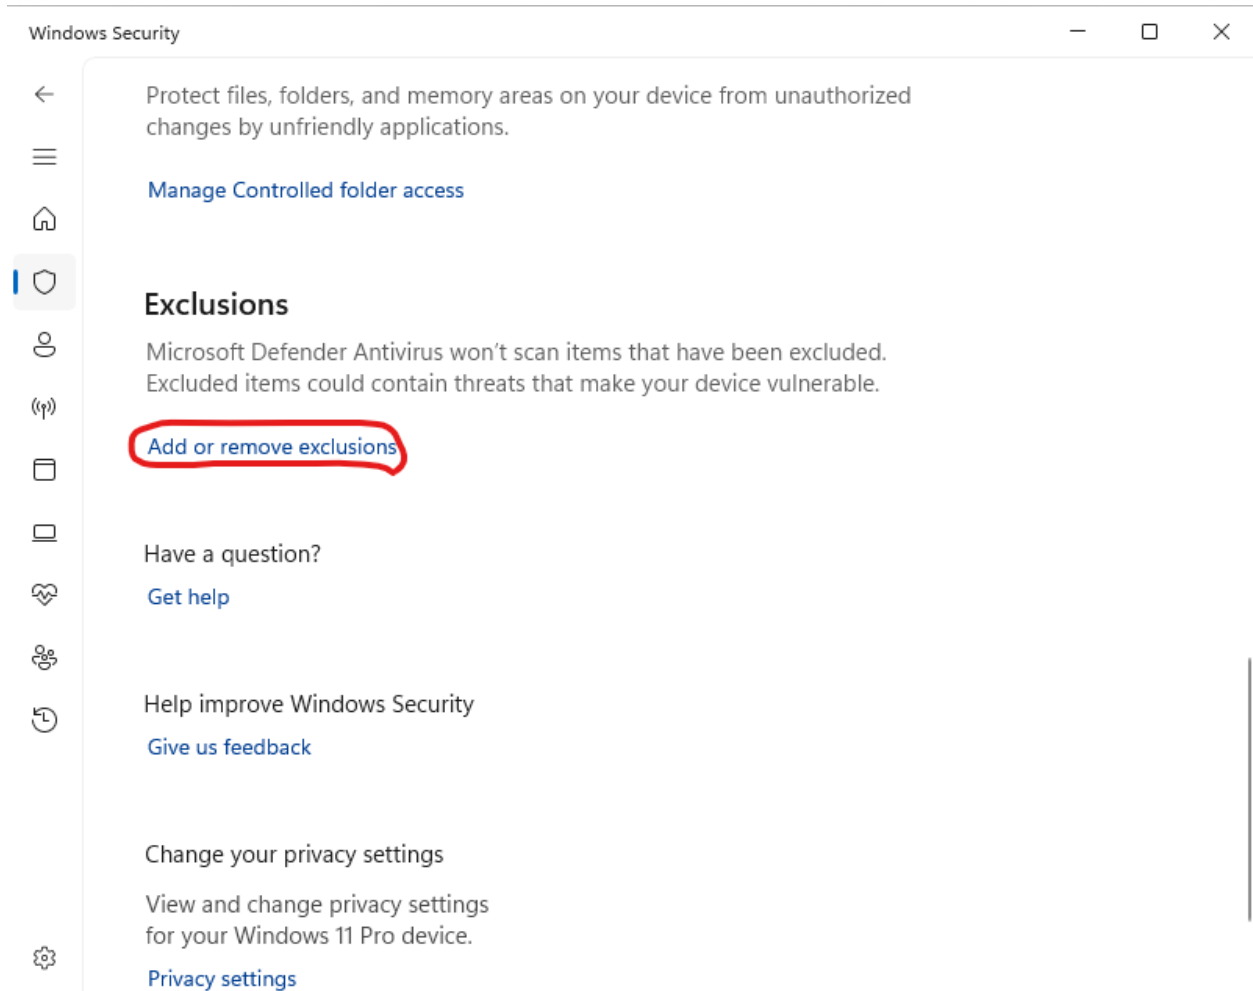 Windows Security
Protect files, folders, and memory areas on your device from unauthorized
changes by unfriendly applications.
Manage Controlled folder access
Exclusions
Microsoft Defender Antivirus won't scan items that have been excluded.
Excluded items could contain threats that make your device vulnerable.
Add or remove exclusions
Have a question?
Get help
Help improve Windows Security
Give us feedback
Change your privacy settings
View and change privacy settings
for your Windows 11 Pro device.
Privacy settings